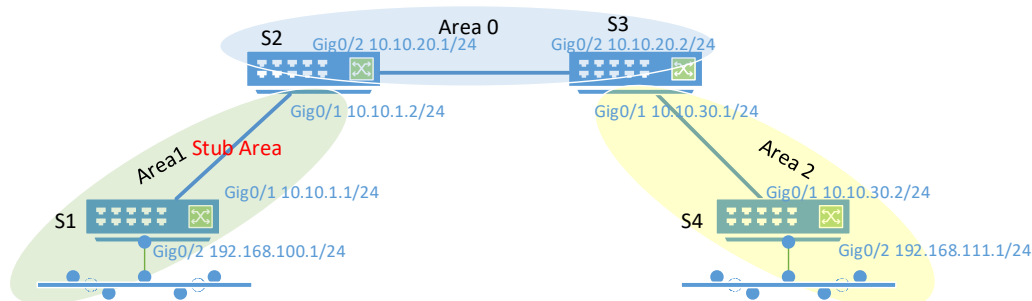 Area 0
S2
S3
Gig0/2 10.10.20.1/24
Gig0/2 10.10.20.2/24
Gig0/1 10.10.1.2/24
Gig0/1 10.10.30.1/24
Area1
Stub Area
Area 2
Gig0/1 10.10.1.1/24
Gig0/1 10.10.30.2/24
S1
S4
Gig0/2 192.168.100.1/24
Gig0/2 192.168.111.1/24